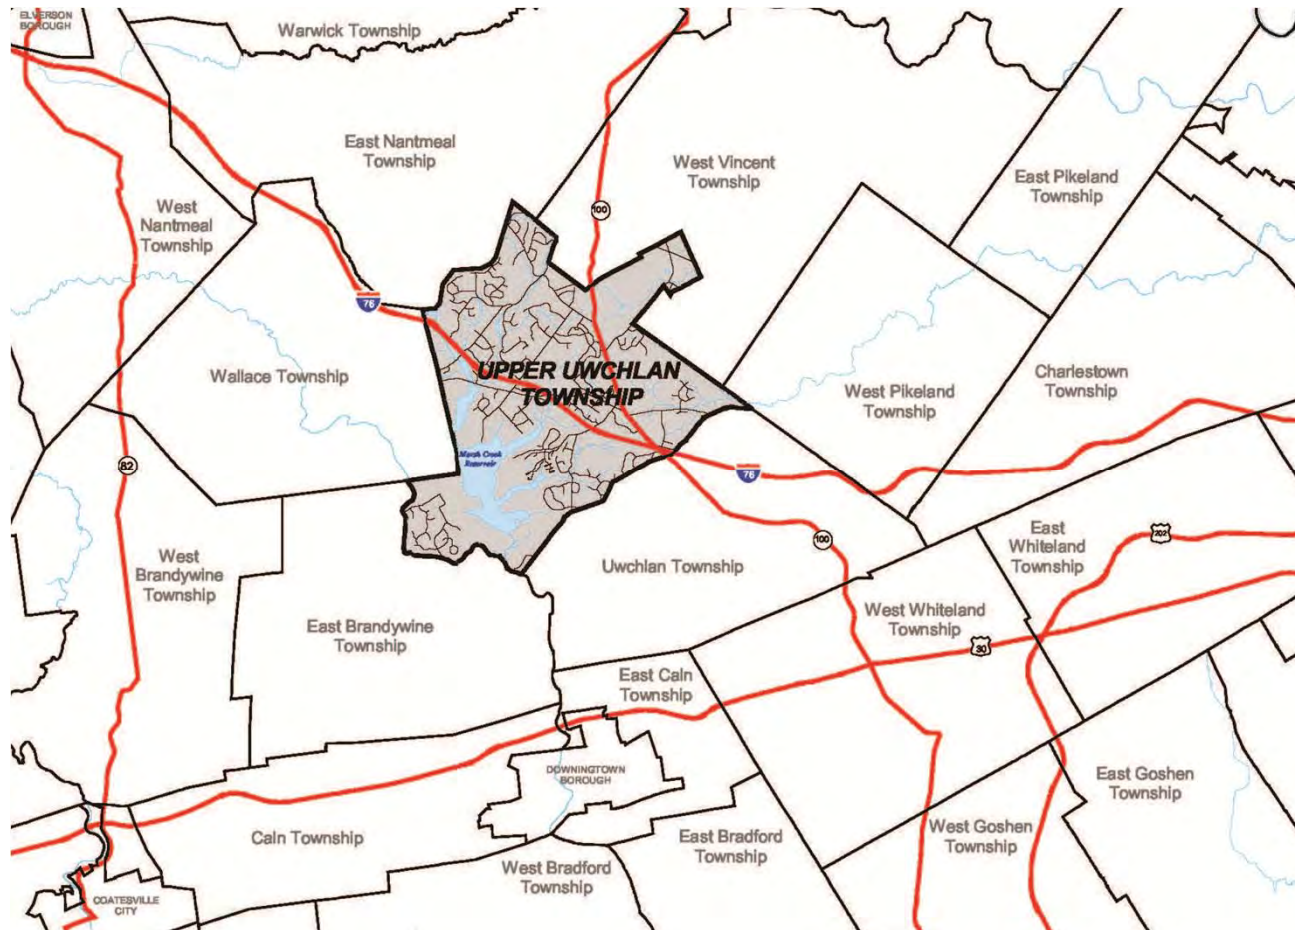 ELVERSON
BOROUGH
Warwick Township
East Nantmeal
Township
West Vincent
Township
East Pikeland
Township
West
Nantmeal
Township
100
76
Wallace Township
UPPER UWCHLAN
TOWNSHIP
West Pikeland
Township
Charlestown
Township
82
Marsh Creek
Reservoir
76
100
East
Whiteland
Township
702
West
Brandywine
Township
Uwchlan Township
East Brandywine
Township
West Whiteland
Township
30
East Caln
Township
DOWNINGTOWN
BOROUGH
East Goshen
Township
Caln Township
East Bradford
Township
West Goshen
Township
West Bradford
Township
COATESVILLE
CITY